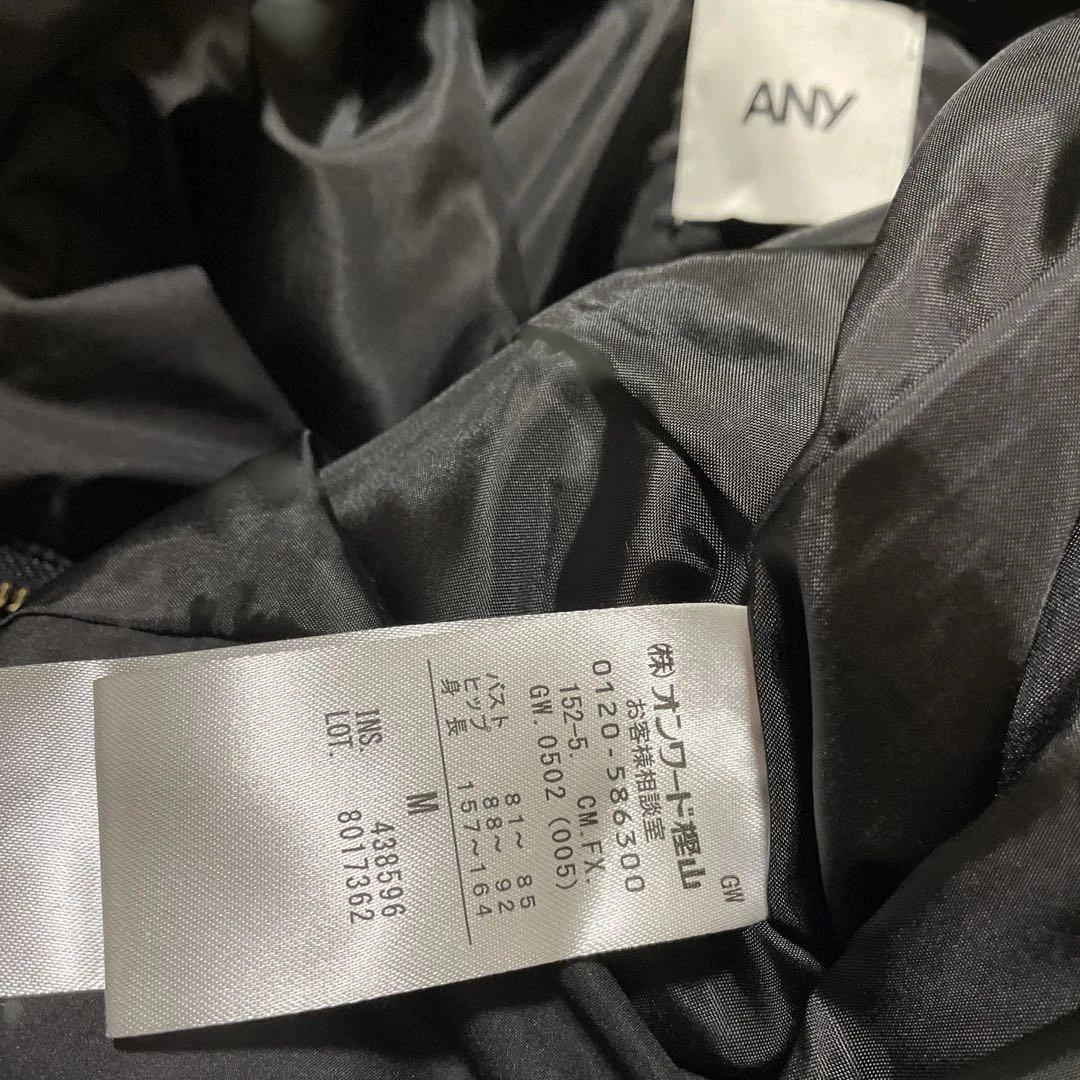 ANY
GW
㈱オンワード樫山
お客様相談室
0120-586300
152-5. CM.FX.
GW.0502(005)
バスト 81~ 85
ヒップ 88~ 92
身 長 157~164
M
INS. 438596
LOT. 8017362